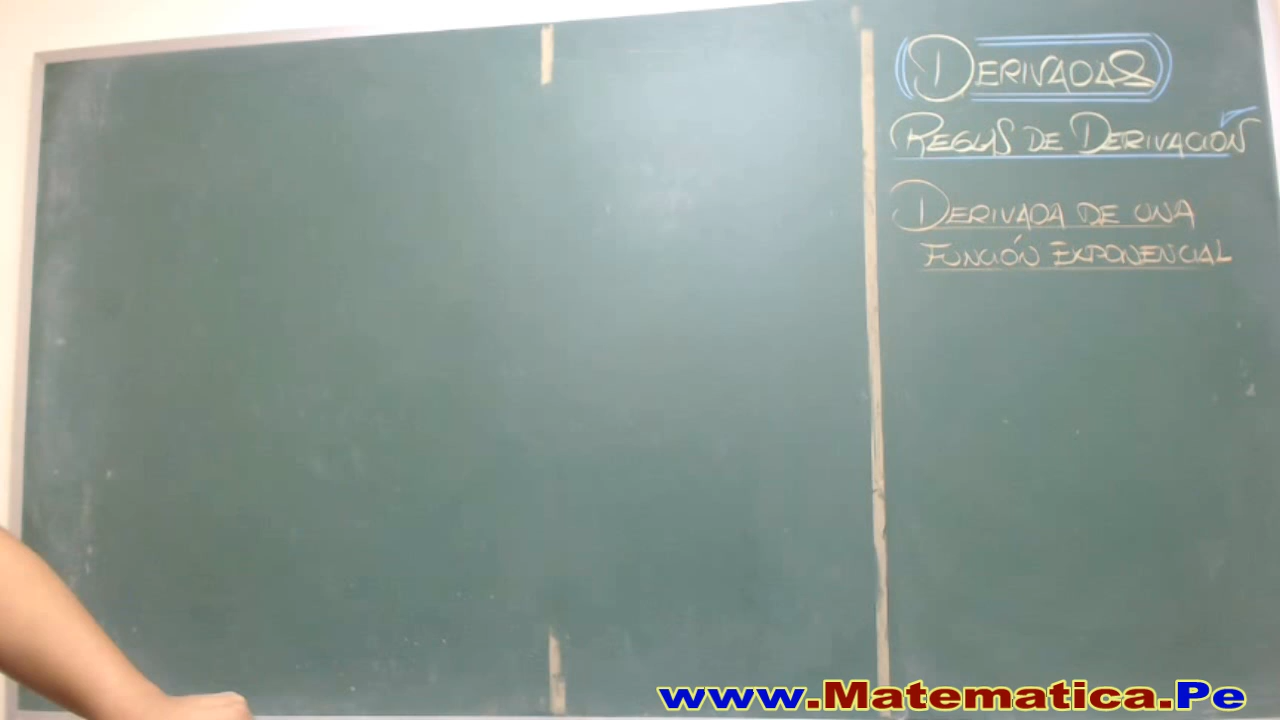 DERIVADAS
REGLAS DE DERIVACIÓN
DERIVADA DE UNA
FUNCIÓN EXPONENCIAL
www.Matematica.Pe